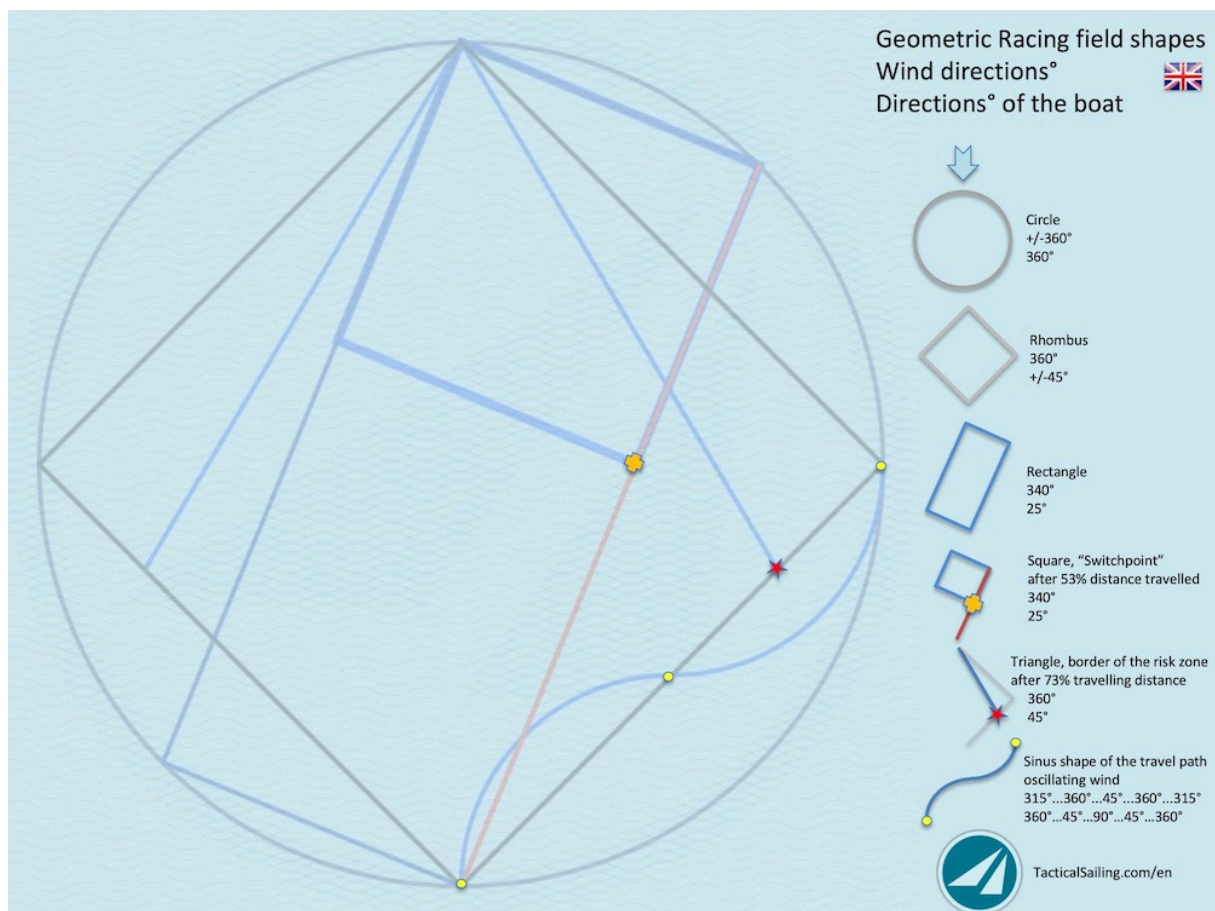 Geometric Racing field shapes
Wind directions°
Directions° of the boat
Circle
+/-360°
360°
Rhombus
360°
+/-45°
Rectangle
340°
25°
Square, “Switchpoint”
after 53% distance travelled
340°
25°
Triangle, border of the risk zone
after 73% travelling distance
360°
45°
Sinus shape of the travel path
oscillating wind
315°...360°...45°...360°...315°
360°...45°...90°...45°...360°
TacticalSailing.com/en